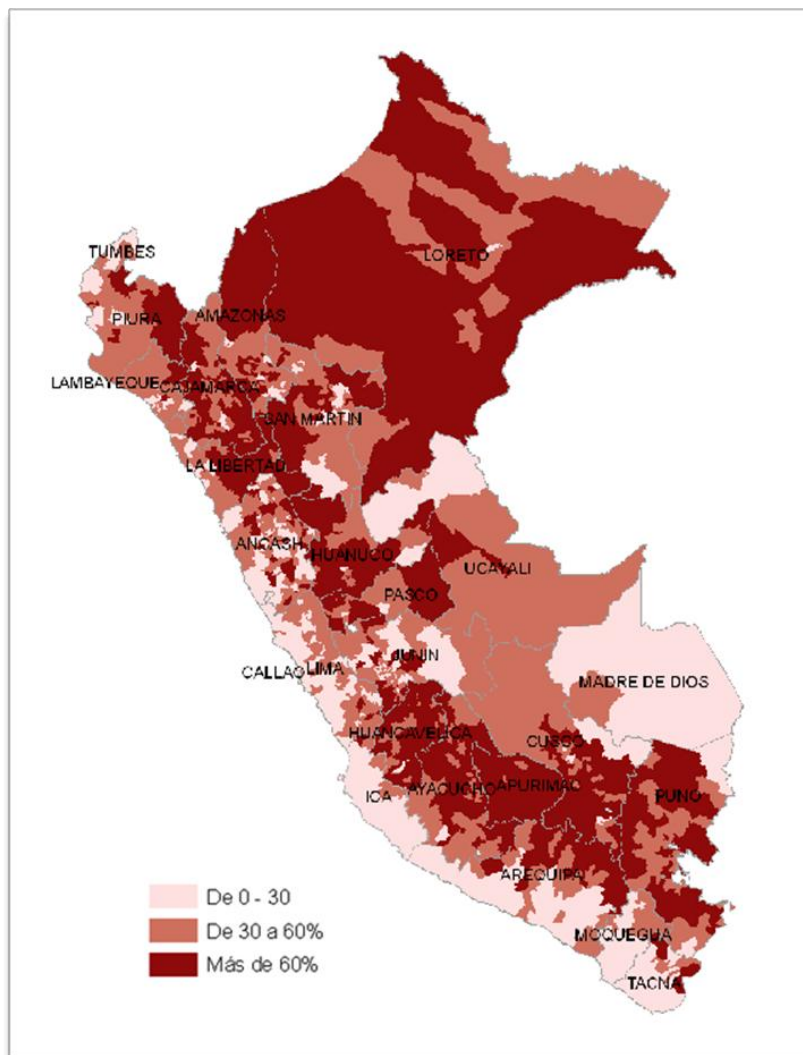 LORETO
TUMBES
PIURA
AMAZONAS
LAMBAYEQUE
CAJAMARCA
SAN MARTIN
LA LIBERTAD
ANCASH
HUANUCO
UCAYALI
PASCO
JUNIN
CALLAO
LIMA
MADRE DE DIOS
HUANCAVELICA
CUSCO
ICA
AYACUCHO
APURIMAC
PUNO
AREQUIPA
MOQUEGUA
TACNA
De 0 - 30
De 30 a 60%
Más de 60%